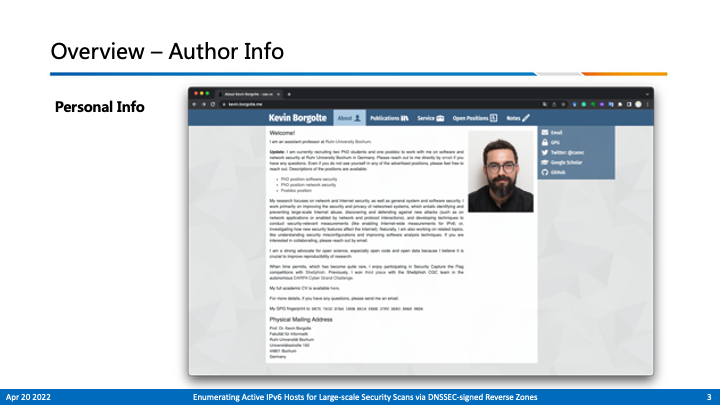 Overview – Author Info
Personal Info
About Kevin Borgolte
kevin.borgolte.me
Kevin Borgolte
About
Publications
Service
Open Positions
Notes
Welcome!
I am an assistant professor at Ruhr-University Bochum.
Update: I am currently recruiting two PhD students and one postdoc to work with me on software and
network security at Ruhr University Bochum in Germany. Please reach out to me directly by email if you
have any questions. Even if you do not see yourself in any of the advertised positions, please feel free to
reach out. Descriptions of the positions are available:
• PhD position software security
• PhD position network security
• Postdoc position
My research focuses on network and Internet security, as well as general system and software security. I
work primarily on improving the security and privacy of networked systems, which entails identifying and
preventing large-scale Internet abuse, discovering and defending against new attacks (such as on
network applications or enabled by network and protocol interactions), and developing techniques to
conduct security-relevant measurements (like enabling Internet-wide measurements for IPv6 or,
investigating how new security features affect the Internet). Naturally, I am also working on related topics,
like understanding security misconfigurations and improving software analysis techniques. If you are
interested in collaborating, please reach out by email.
I am a strong advocate for open science, especially open code and open data because I believe it is
crucial to improve reproducibility of research.
When time permits, which has become quite rare, I enjoy participating in Security Capture the Flag
competitions with Shellphish. Previously, I won third place with the Shellphish CGC team in the
autonomous DARPA Cyber Grand Challenge.
My full academic CV is available here.
For more details, if you have any questions, please send me an email.
My GPG fingerprint is
Physical Mailing Address
Prof. Dr. Kevin Borgolte
Fakultät für Informatik
Ruhr-Universität Bochum
Universitätsstraße 150
44801 Bochum
Germany
Email
GPG
Twitter: @caovc
Google Scholar
GitHub
Apr 20 2022
Enumerating Active IPv6 Hosts for Large-scale Security Scans via DNSSEC-signed Reverse Zones
3